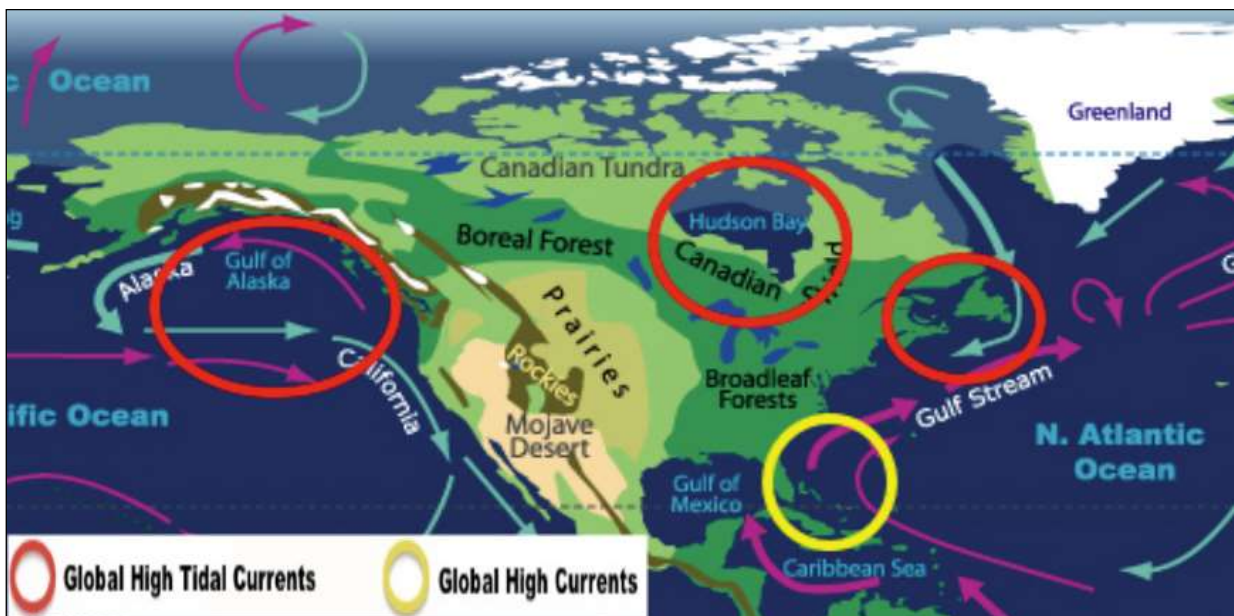 c Ocean
Greenland
Canadian Tundra
Hudson Bay
Boreal Forest
Canadian
Shield
Gulf of
Alaska
Alaska
Prairies
Rockies
California
Broadleaf
Forests
Gulf Stream
ific Ocean
Mojave
Desert
N. Atlantic
Ocean
Gulf of
Mexico
Caribbean Sea
Global High Tidal Currents
Global High Currents